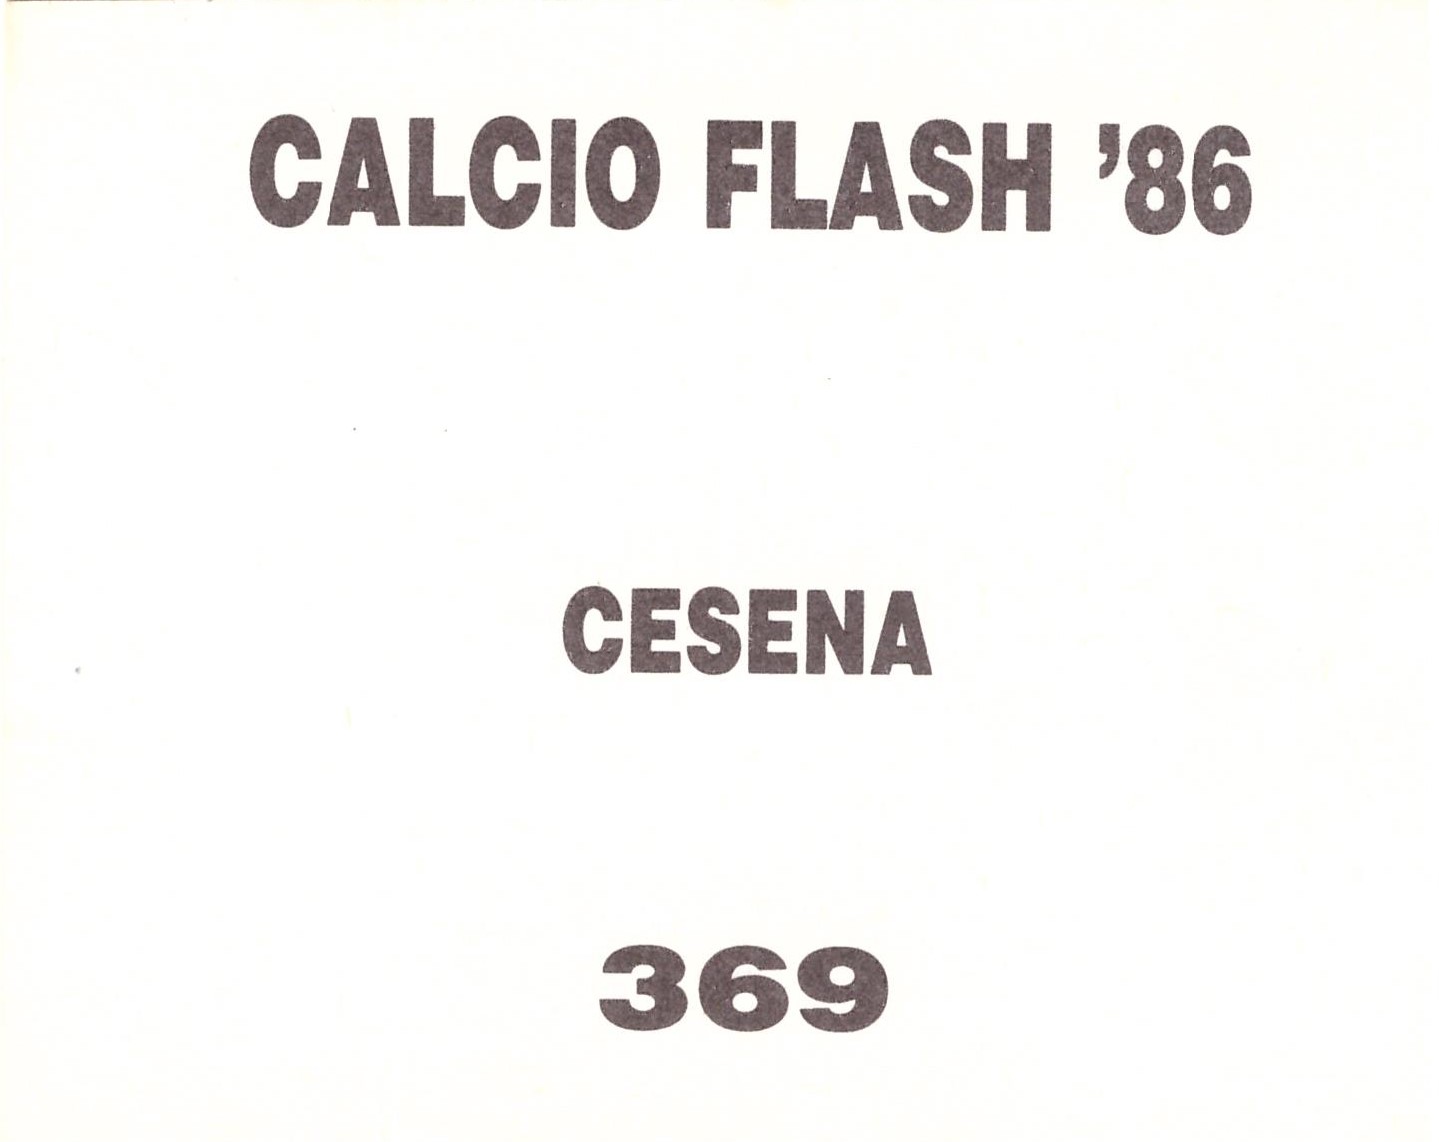 CALCIO FLASH '86
CESENA
369